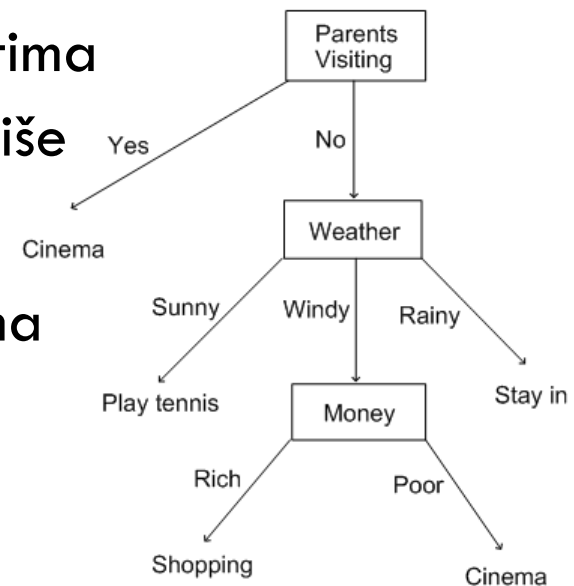 rtima
iše
na
Parents
Visiting
Yes
No
Cinema
Weather
Sunny
Windy
Rainy
Play tennis
Stay in
Money
Rich
Poor
Shopping
Cinema